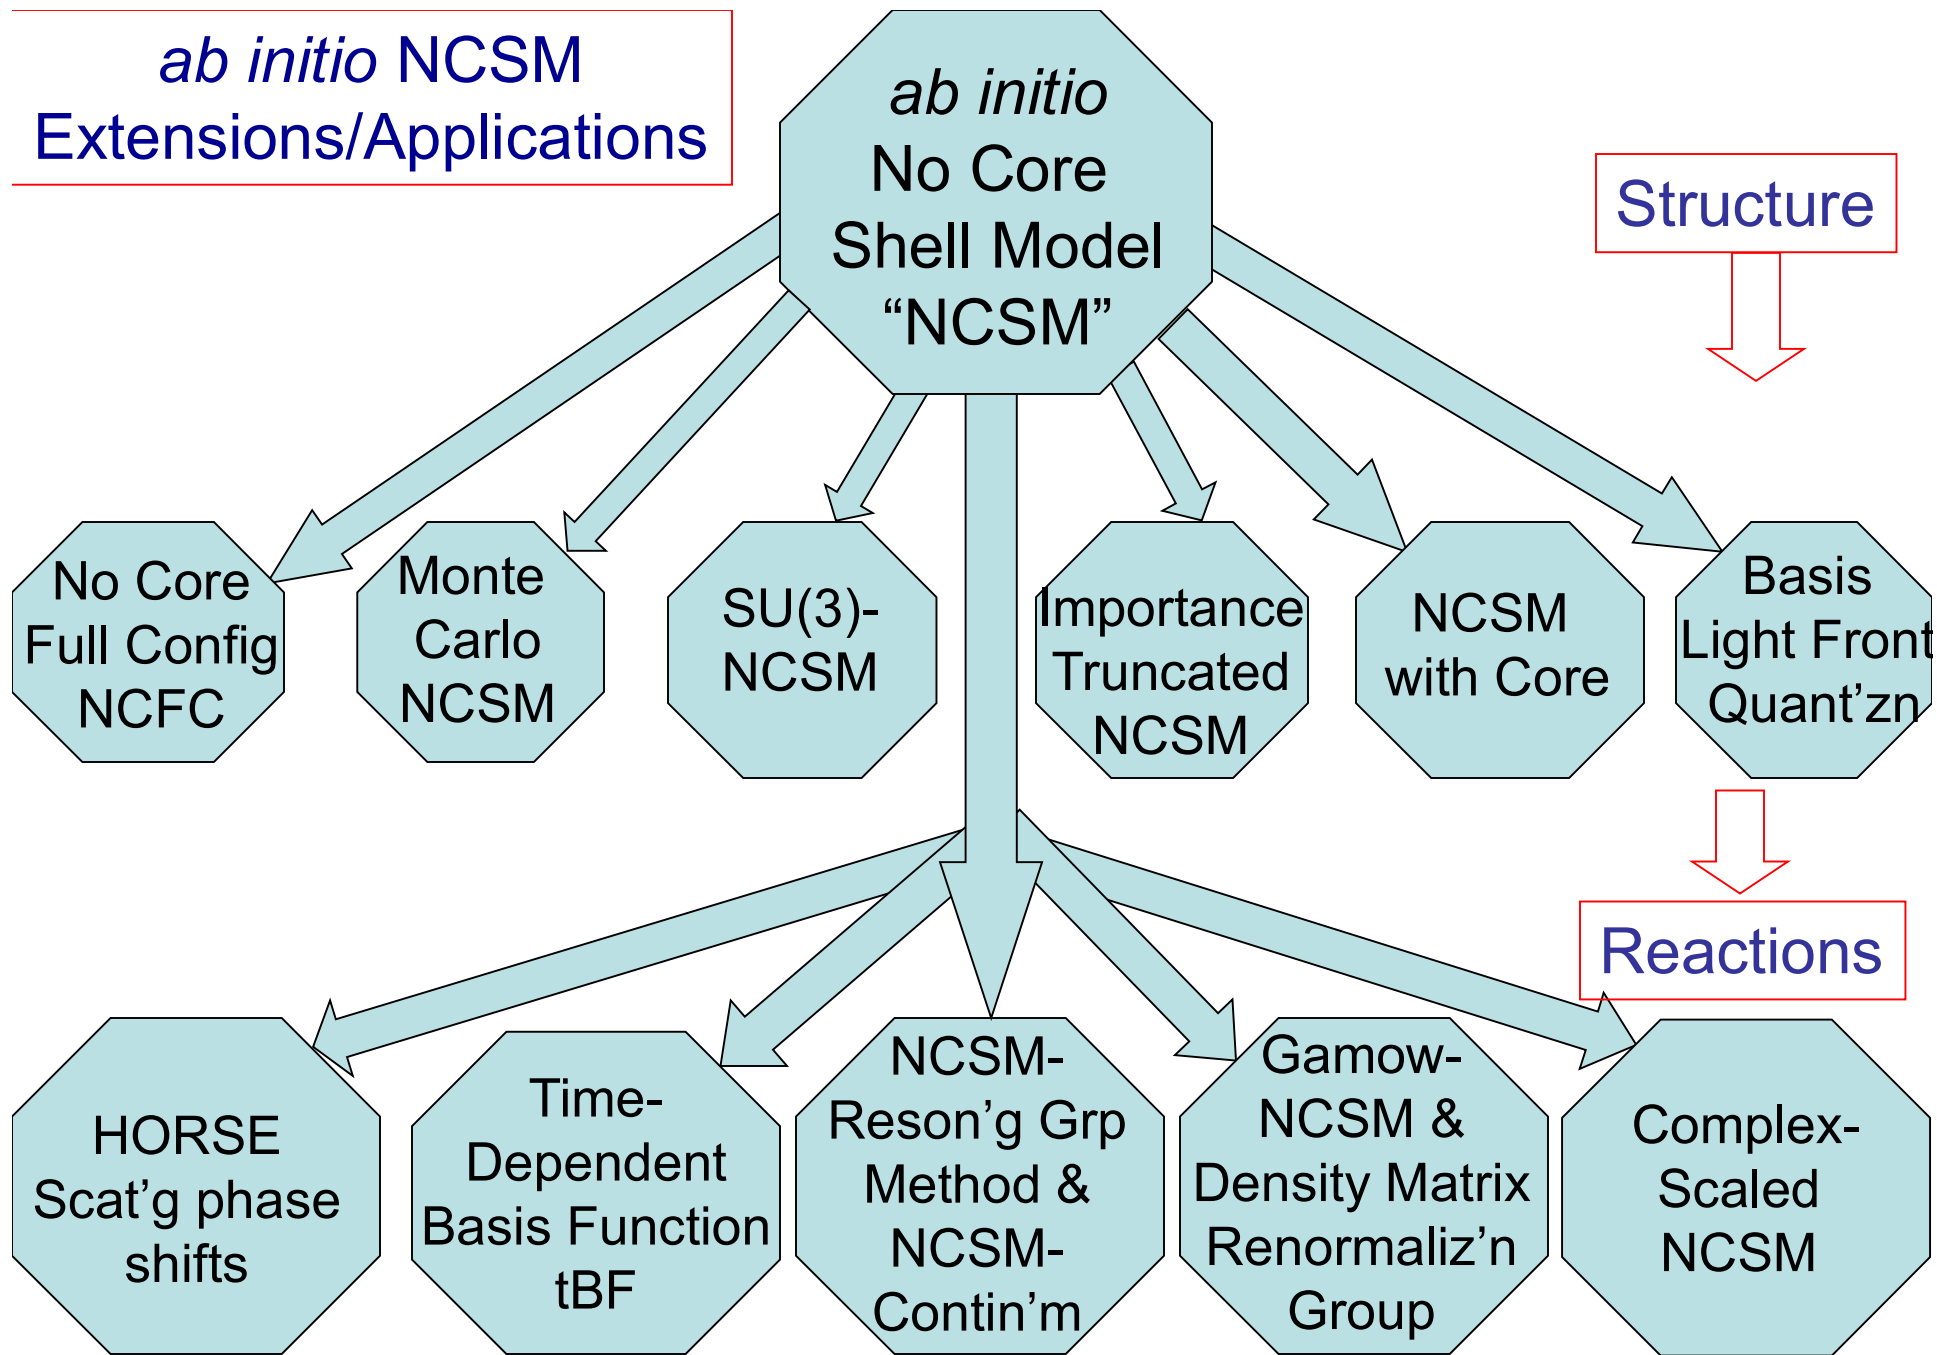 ab initio NCSM
Extensions/Applications
ab initio
No Core
Shell Model
“NCSM”
Structure
No Core
Full Config
NCFC
Monte
Carlo
NCSM
SU(3)-
NCSM
Importance
Truncated
NCSM
NCSM
with Core
Basis
Light Front
Quant’zn
Reactions
HORSE
Scat’g phase
shifts
Time-
Dependent
Basis Function
tBF
NCSM-
Reson’g Grp
Method &
NCSM-
Contin’m
Gamow-
NCSM &
Density Matrix
Renormaliz’n
Group
Complex-
Scaled
NCSM